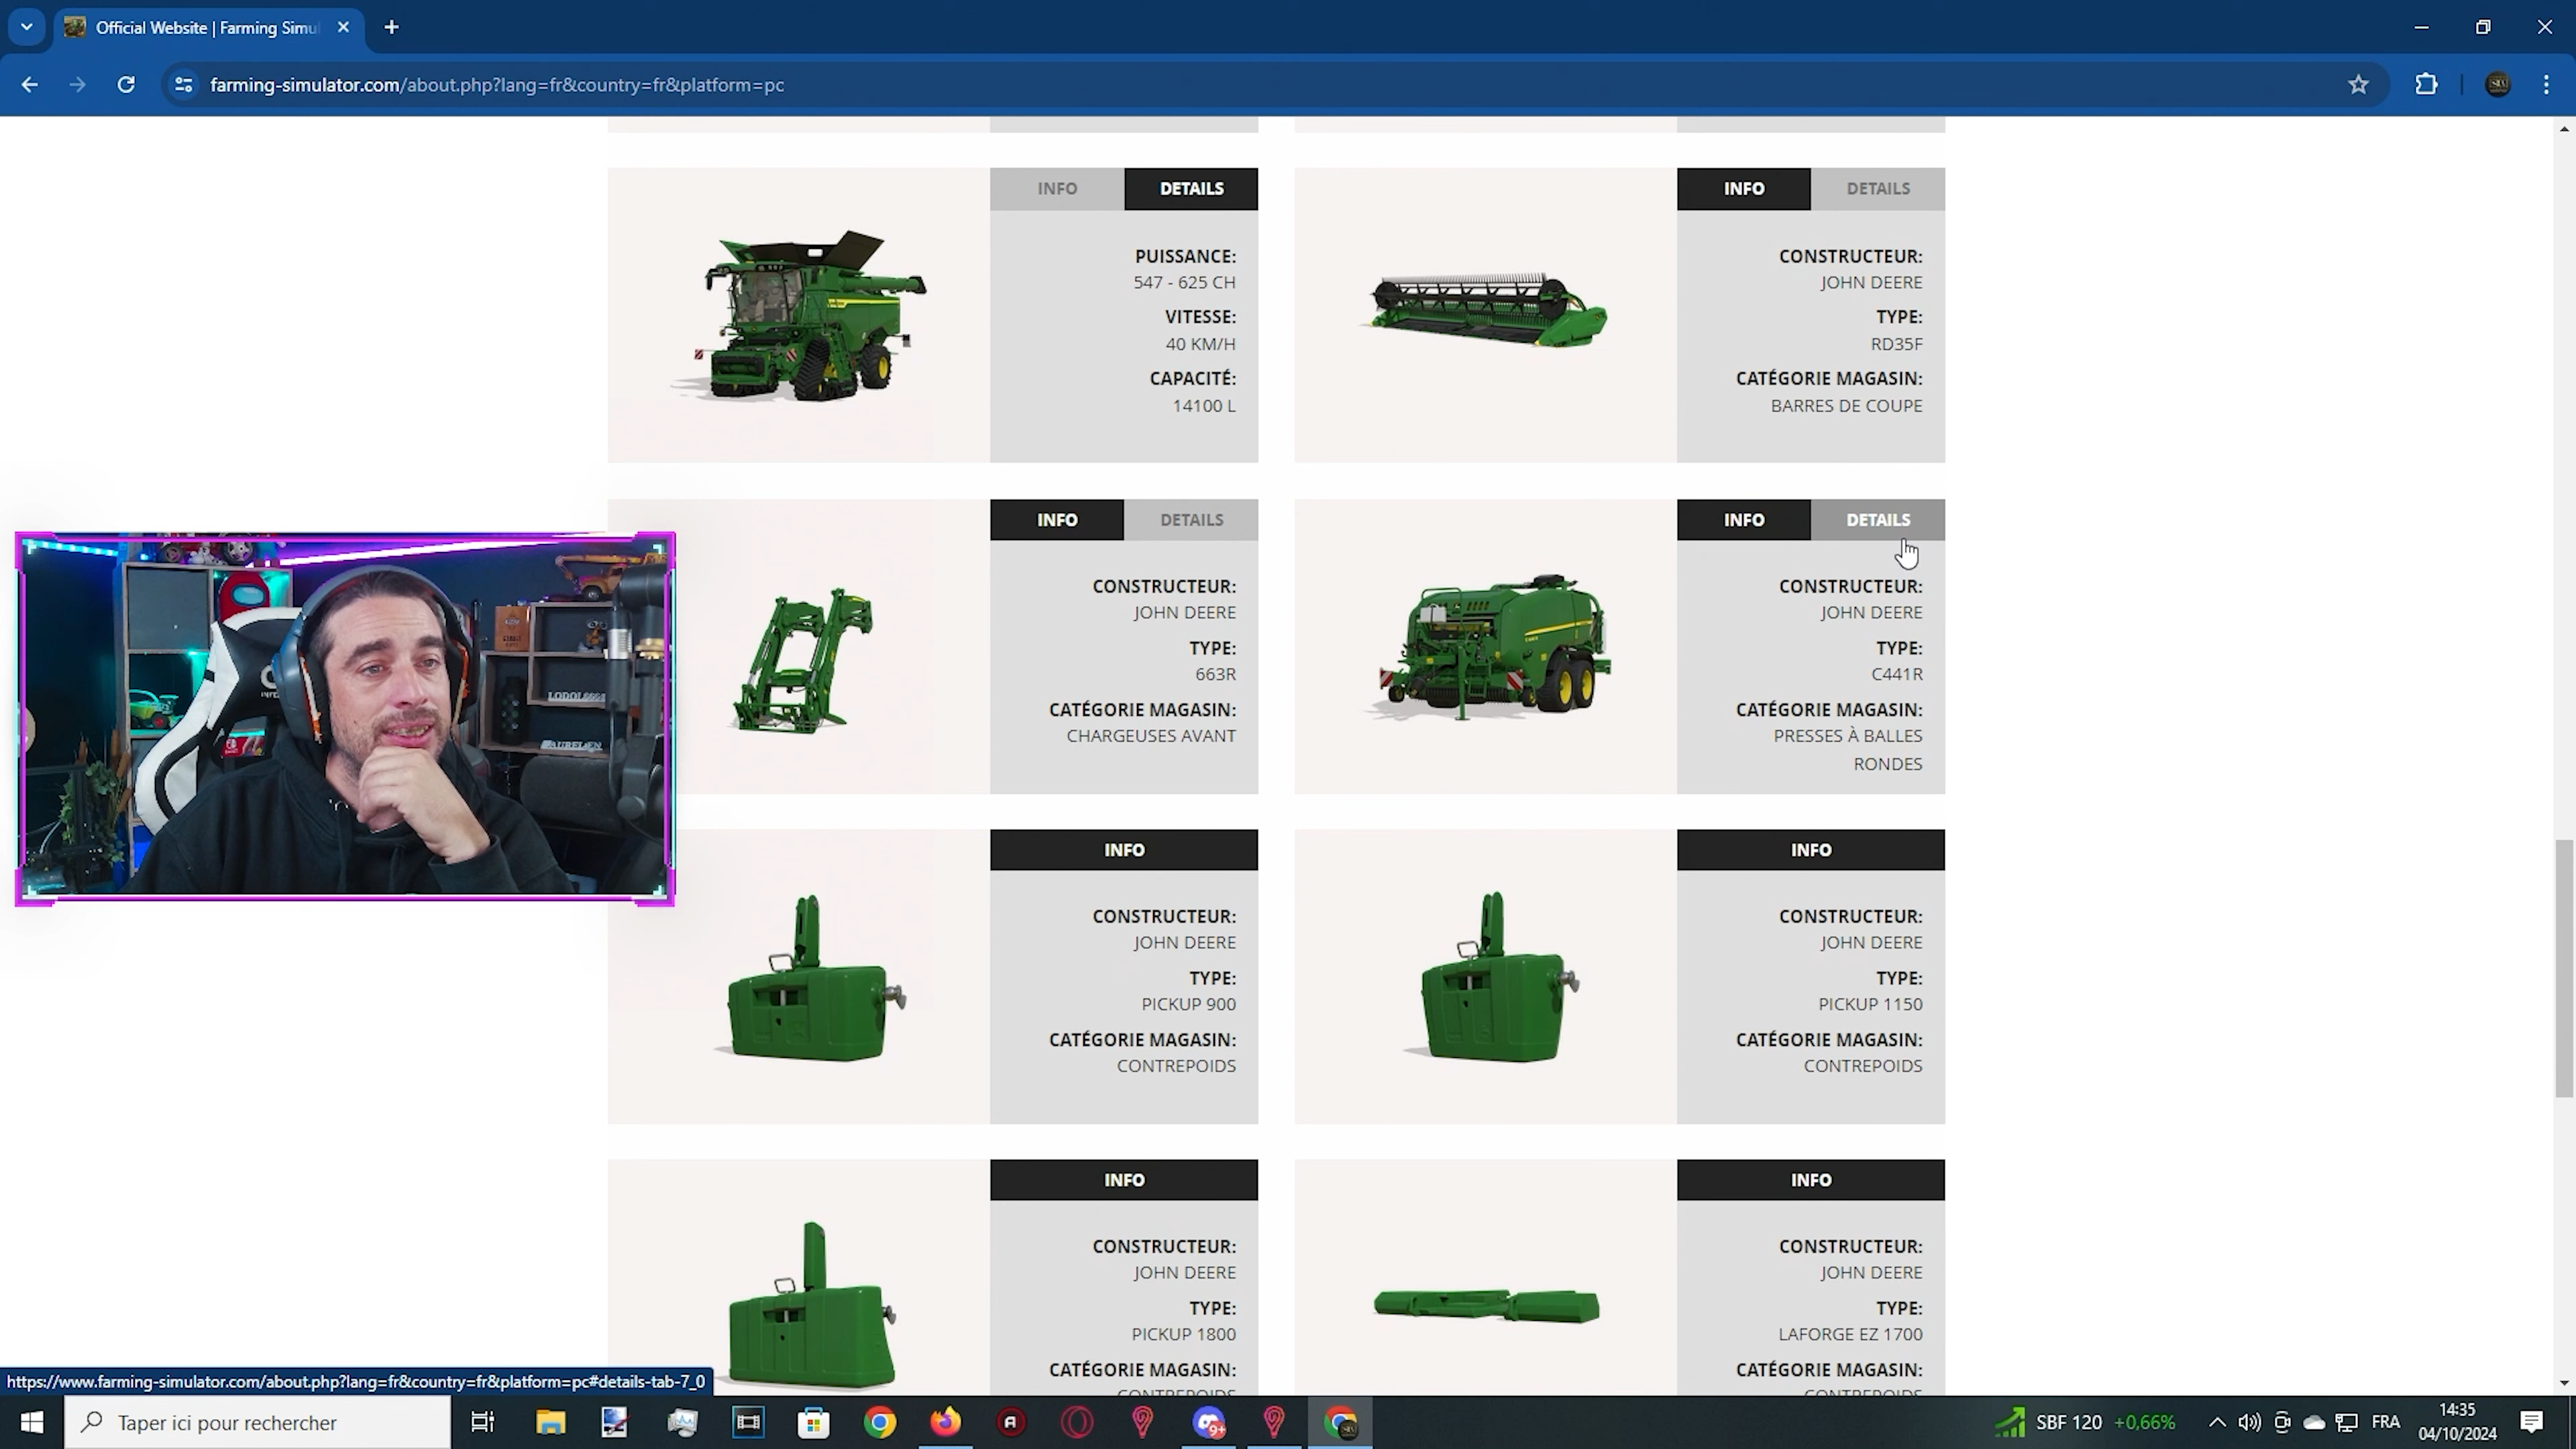 Official Website | Farming Simu
farming-simulator.com/about.php?lang=fr&country=fr&platform=pc
INFO
DETAILS
PUISSANCE:
547 - 625 CH
VITESSE:
40 KM/H
CAPACITÉ:
14100 L
INFO
DETAILS
CONSTRUCTEUR:
JOHN DEERE
TYPE:
RD35F
CATÉGORIE MAGASIN:
BARRES DE COUPE
INFO
DETAILS
CONSTRUCTEUR:
JOHN DEERE
TYPE:
663R
CATÉGORIE MAGASIN:
CHARGEUSES AVANT
INFO
DETAILS
CONSTRUCTEUR:
JOHN DEERE
TYPE:
C441R
CATÉGORIE MAGASIN:
PRESSES À BALLES
RONDES
LODOL6666
AURELIEN
INFO
CONSTRUCTEUR:
JOHN DEERE
TYPE:
PICKUP 900
CATÉGORIE MAGASIN:
CONTREPOIDS
INFO
CONSTRUCTEUR:
JOHN DEERE
TYPE:
PICKUP 1150
CATÉGORIE MAGASIN:
CONTREPOIDS
INFO
CONSTRUCTEUR:
JOHN DEERE
TYPE:
PICKUP 1800
CATÉGORIE MAGASIN:
CONTREPOIDS
INFO
CONSTRUCTEUR:
JOHN DEERE
TYPE:
LAFORGE EZ 1700
CATÉGORIE MAGASIN:
CONTREPOIDS
https://www.farming-simulator.com/about.php?lang=fr&country=fr&platform=pc#details-tab-7_0
Taper ici pour rechercher
9+
SBF 120 +0,66%
FRA
14:35
04/10/2024